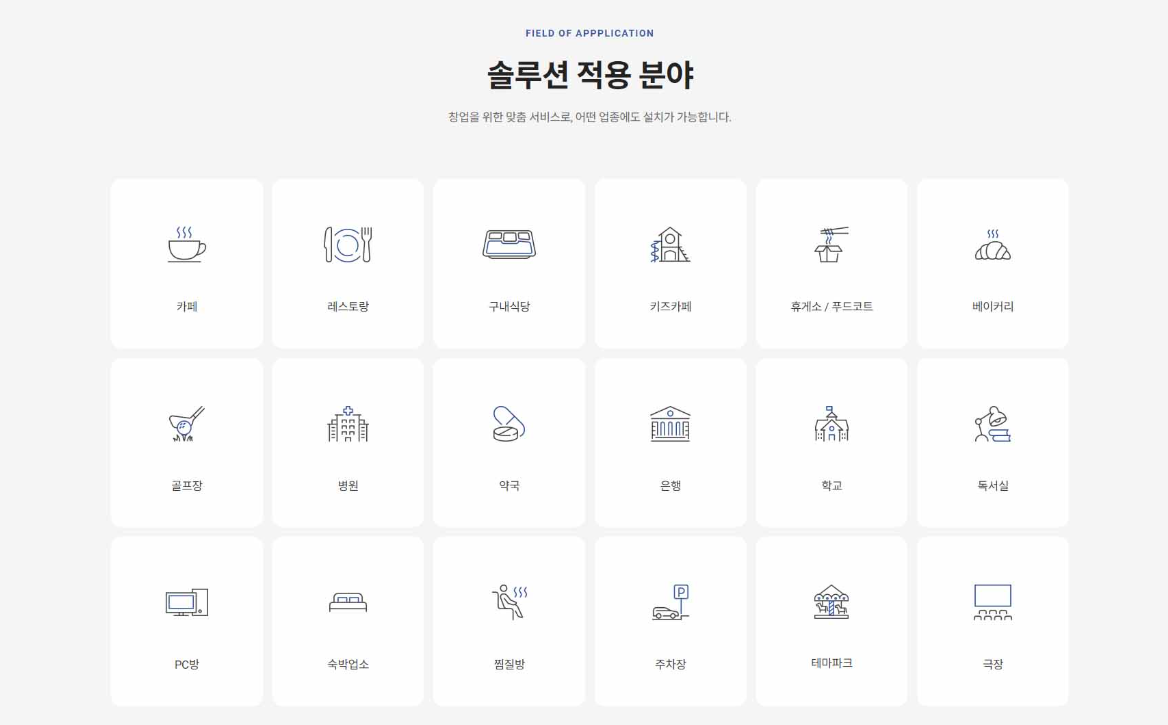 FIELD OF APPPLICATION
솔루션 적용 분야
창업을 위한 맞춤 서비스로, 어떤 업종에도 설치가 가능합니다.
카페
레스토랑
구내식당
키즈카페
휴게소 / 푸드코트
베이커리
골프장
병원
약국
은행
학교
독서실
P
PC방
숙박업소
찜질방
주차장
테마파크
극장